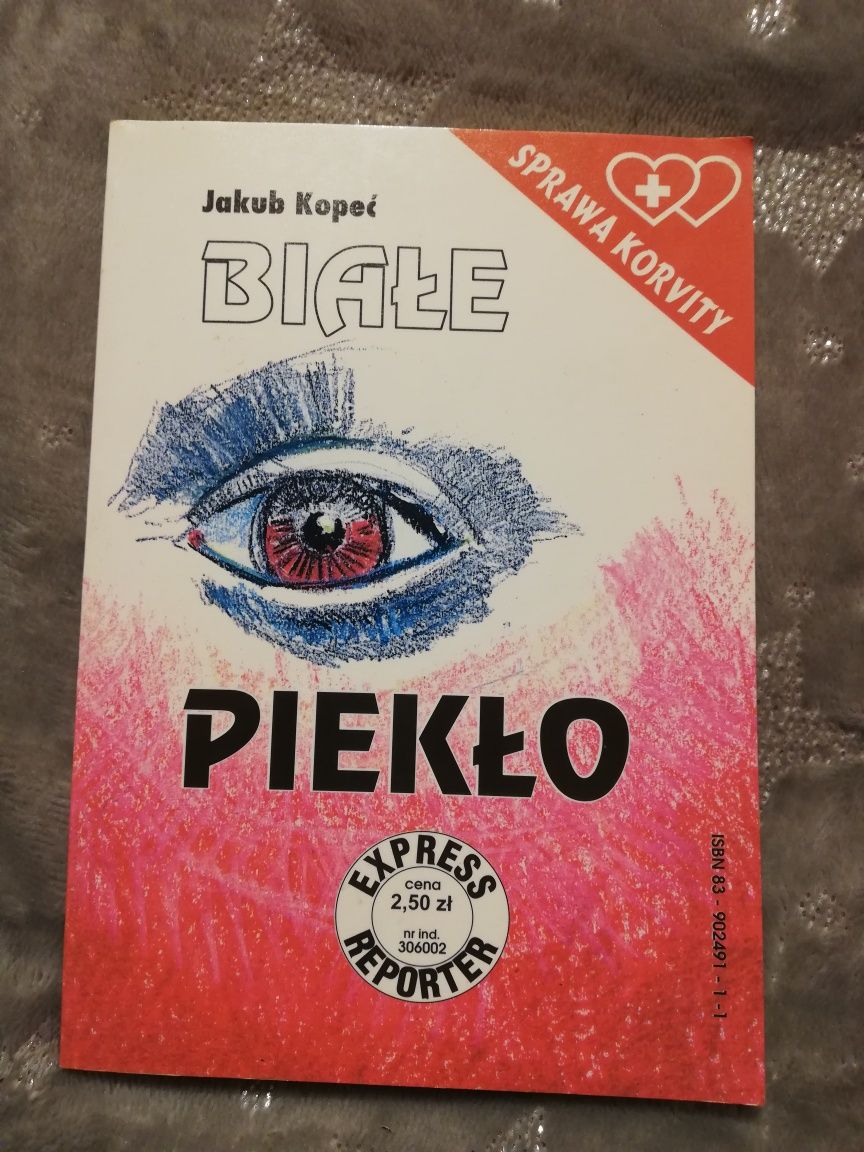 Jakub Kopeć
BIAŁE
SPRAWA KORVITY
PIEKŁO
EXPRESS
cena
2,50 zł
nr ind.
306002
REPORTER
ISBN 83 - 902491 - 1 -1